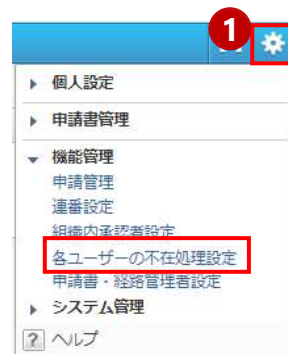 1
個人設定
申請書管理
機能管理
申請管理
連番設定
組織内承認者設定
各ユーザーの不在処理設定
申請書・経路管理者設定
システム管理
? ヘルプ